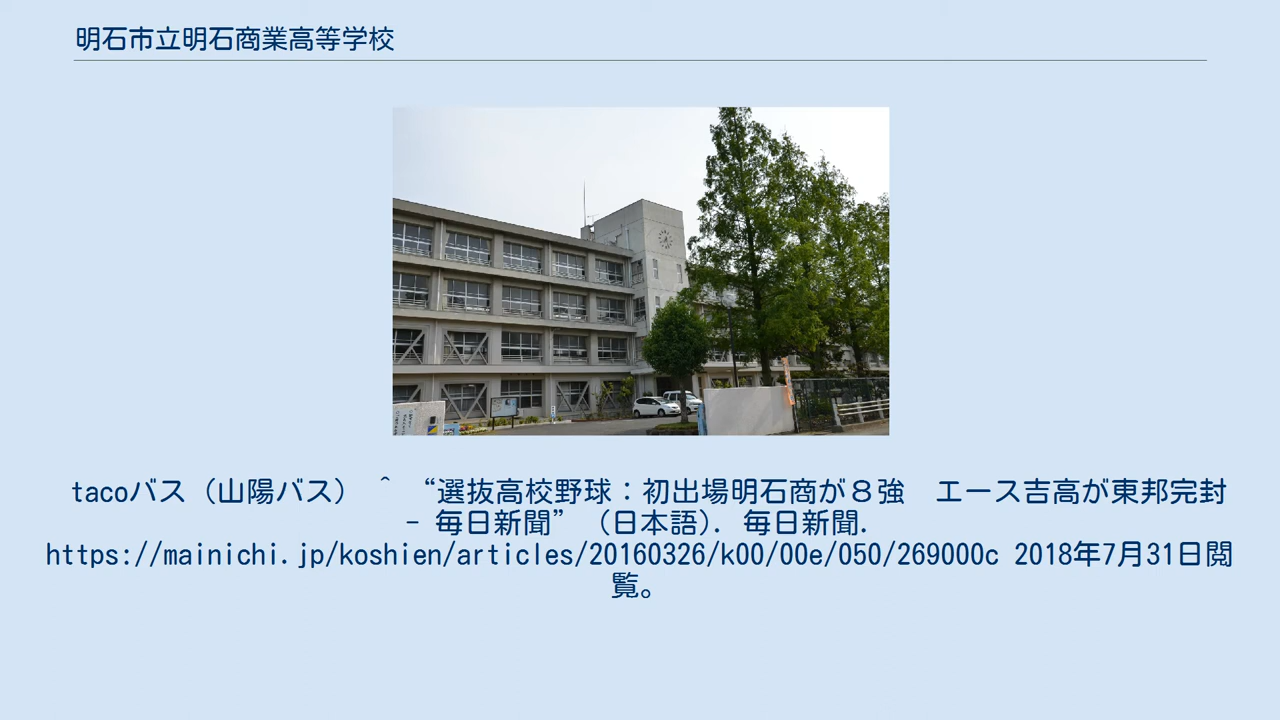 明石市立明石商業高等学校
tacoバス（山陽バス） ^ “選抜高校野球：初出場明石商が８強　エース吉高が東邦完封
- 毎日新聞” （日本語）. 毎日新聞.
https://mainichi.jp/koshien/articles/20160326/k00/00e/050/269000c 2018年7月31日閲
覧。